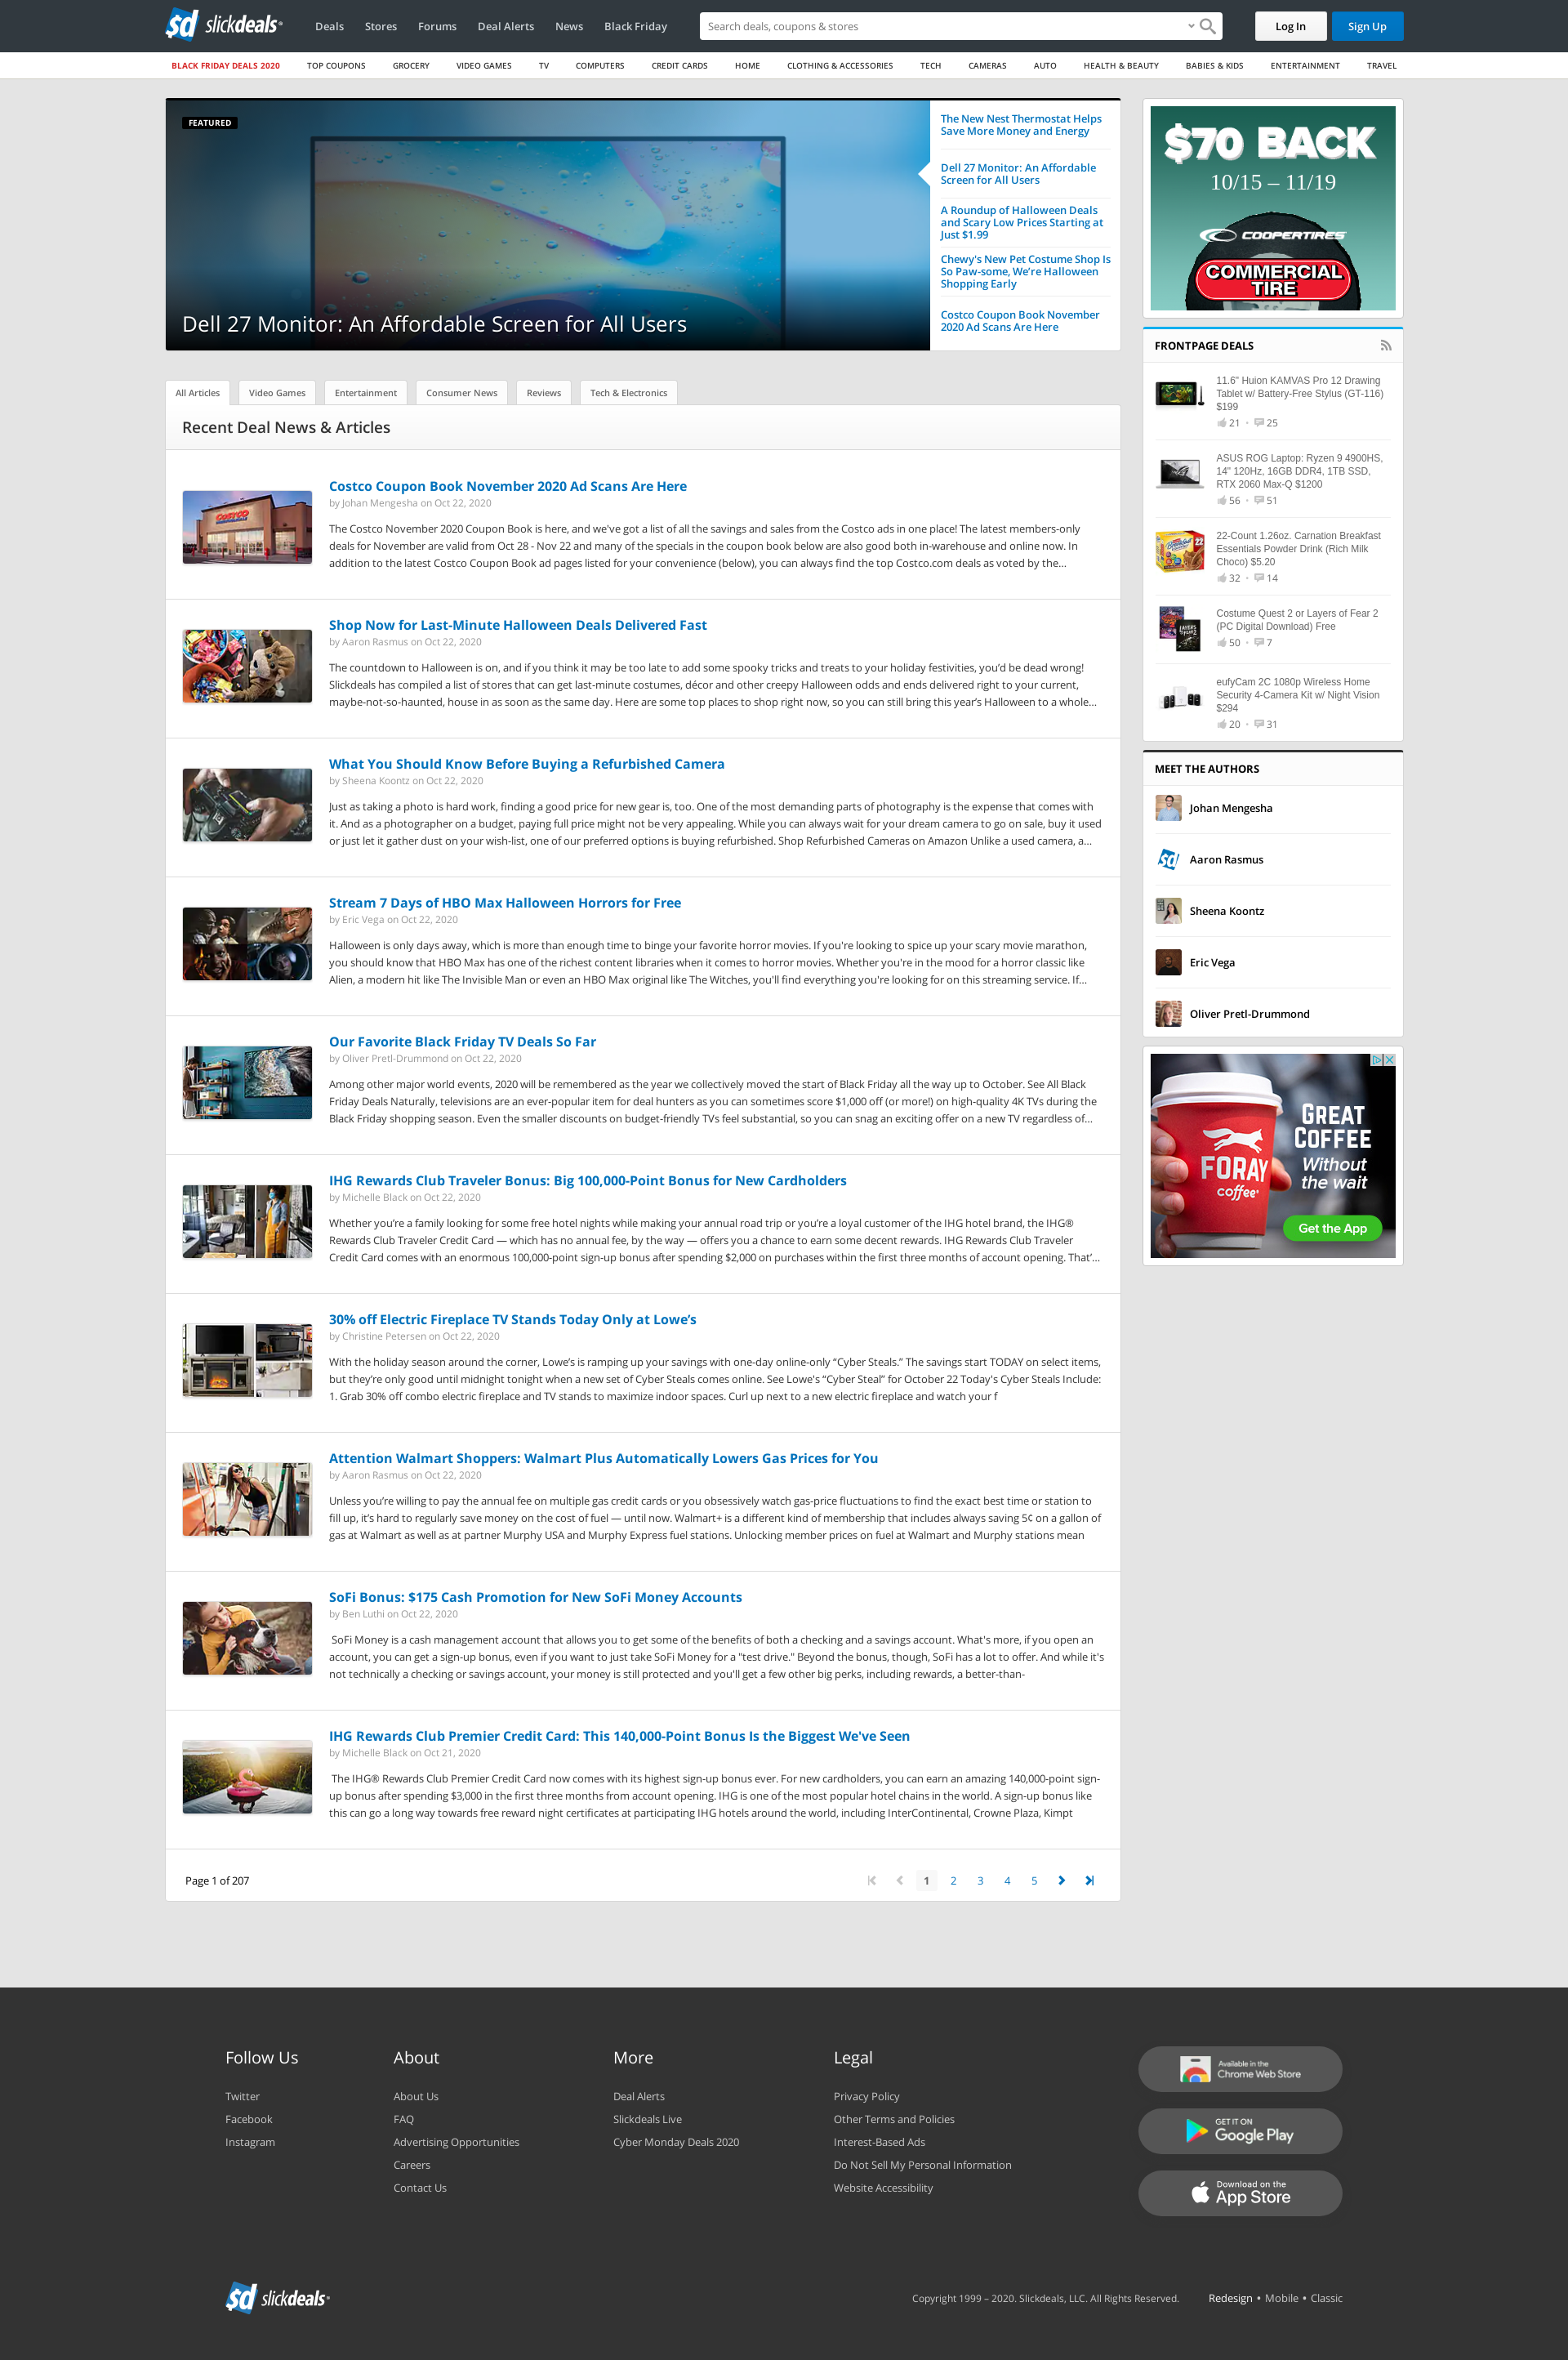 sd slickdeals
Deals
Stores
Forums
Deal Alerts
News
Black Friday
Search deals, coupons & stores
Log In
Sign Up
BLACK FRIDAY DEALS 2020
TOP COUPONS
GROCERY
VIDEO GAMES
TV
COMPUTERS
CREDIT CARDS
HOME
CLOTHING & ACCESSORIES
TECH
CAMERAS
AUTO
HEALTH & BEAUTY
BABIES & KIDS
ENTERTAINMENT
TRAVEL
FEATURED
Dell 27 Monitor: An Affordable Screen for All Users
The New Nest Thermostat Helps
Save More Money and Energy
Dell 27 Monitor: An Affordable
Screen for All Users
A Roundup of Halloween Deals
and Scary Low Prices Starting at
Just $1.99
Chewy's New Pet Costume Shop Is
So Paw-some, We’re Halloween
Shopping Early
Costco Coupon Book November
2020 Ad Scans Are Here
All Articles
Video Games
Entertainment
Consumer News
Reviews
Tech & Electronics
Recent Deal News & Articles
COSTCO
Costco Coupon Book November 2020 Ad Scans Are Here
by Johan Mengesha on Oct 22, 2020
The Costco November 2020 Coupon Book is here, and we've got a list of all the savings and sales from the Costco ads in one place! The latest members-only
deals for November are valid from Oct 28 - Nov 22 and many of the specials in the coupon book below are also good both in-warehouse and online now. In
addition to the latest Costco Coupon Book ad pages listed for your convenience (below), you can always find the top Costco.com deals as voted by the...
Shop Now for Last-Minute Halloween Deals Delivered Fast
by Aaron Rasmus on Oct 22, 2020
The countdown to Halloween is on, and if you think it may be too late to add some spooky tricks and treats to your holiday festivities, you’d be dead wrong!
Slickdeals has compiled a list of stores that can get last-minute costumes, décor and other creepy Halloween odds and ends delivered right to your current,
maybe-not-so-haunted, house in as soon as the same day. Here are some top places to shop right now, so you can still bring this year’s Halloween to a whole...
What You Should Know Before Buying a Refurbished Camera
by Sheena Koontz on Oct 22, 2020
Just as taking a photo is hard work, finding a good price for new gear is, too. One of the most demanding parts of photography is the expense that comes with
it. And as a photographer on a budget, paying full price might not be very appealing. While you can always wait for your dream camera to go on sale, buy it used
or just let it gather dust on your wish-list, one of our preferred options is buying refurbished. Shop Refurbished Cameras on Amazon Unlike a used camera, a...
Stream 7 Days of HBO Max Halloween Horrors for Free
by Eric Vega on Oct 22, 2020
Halloween is only days away, which is more than enough time to binge your favorite horror movies. If you're looking to spice up your scary movie marathon,
you should know that HBO Max has one of the richest content libraries when it comes to horror movies. Whether you're in the mood for a horror classic like
Alien, a modern hit like The Invisible Man or even an HBO Max original like The Witches, you'll find everything you're looking for on this streaming service. If...
Our Favorite Black Friday TV Deals So Far
by Oliver Pretl-Drummond on Oct 22, 2020
Among other major world events, 2020 will be remembered as the year we collectively moved the start of Black Friday all the way up to October. See All Black
Friday Deals Naturally, televisions are an ever-popular item for deal hunters as you can sometimes score $1,000 off (or more!) on high-quality 4K TVs during the
Black Friday shopping season. Even the smaller discounts on budget-friendly TVs feel substantial, so you can snag an exciting offer on a new TV regardless of...
IHG Rewards Club Traveler Bonus: Big 100,000-Point Bonus for New Cardholders
by Michelle Black on Oct 22, 2020
Whether you’re a family looking for some free hotel nights while making your annual road trip or you’re a loyal customer of the IHG hotel brand, the IHG®
Rewards Club Traveler Credit Card — which has no annual fee, by the way — offers you a chance to earn some decent rewards. IHG Rewards Club Traveler
Credit Card comes with an enormous 100,000-point sign-up bonus after spending $2,000 on purchases within the first three months of account opening. That’...
30% off Electric Fireplace TV Stands Today Only at Lowe’s
by Christine Petersen on Oct 22, 2020
With the holiday season around the corner, Lowe’s is ramping up your savings with one-day online-only “Cyber Steals.” The savings start TODAY on select items,
but they’re only good until midnight tonight when a new set of Cyber Steals comes online. See Lowe's “Cyber Steal” for October 22 Today's Cyber Steals Include:
1. Grab 30% off combo electric fireplace and TV stands to maximize indoor spaces. Curl up next to a new electric fireplace and watch your f
Attention Walmart Shoppers: Walmart Plus Automatically Lowers Gas Prices for You
by Aaron Rasmus on Oct 22, 2020
Unless you’re willing to pay the annual fee on multiple gas credit cards or you obsessively watch gas-price fluctuations to find the exact best time or station to
fill up, it’s hard to regularly save money on the cost of fuel — until now. Walmart+ is a different kind of membership that includes always saving 5¢ on a gallon of
gas at Walmart as well as at partner Murphy USA and Murphy Express fuel stations. Unlocking member prices on fuel at Walmart and Murphy stations mean
SoFi Bonus: $175 Cash Promotion for New SoFi Money Accounts
by Ben Luthi on Oct 22, 2020
SoFi Money is a cash management account that allows you to get some of the benefits of both a checking and a savings account. What's more, if you open an
account, you can get a sign-up bonus, even if you want to just take SoFi Money for a "test drive." Beyond the bonus, though, SoFi has a lot to offer. And while it's
not technically a checking or savings account, your money is still protected and you'll get a few other big perks, including rewards, a better-than-
IHG Rewards Club Premier Credit Card: This 140,000-Point Bonus Is the Biggest We've Seen
by Michelle Black on Oct 21, 2020
The IHG® Rewards Club Premier Credit Card now comes with its highest sign-up bonus ever. For new cardholders, you can earn an amazing 140,000-point sign-
up bonus after spending $3,000 in the first three months from account opening. IHG is one of the most popular hotel chains in the world. A sign-up bonus like
this can go a long way towards free reward night certificates at participating IHG hotels around the world, including InterContinental, Crowne Plaza, Kimpt
Page 1 of 207
1
2
3
4
5
$70 BACK
10/15 – 11/19
COOPERTIRES
COMMERCIAL
TIRE
FRONTPAGE DEALS
11.6" Huion KAMVAS Pro 12 Drawing
Tablet w/ Battery-Free Stylus (GT-116)
$199
21 • 25
ASUS ROG Laptop: Ryzen 9 4900HS,
14" 120Hz, 16GB DDR4, 1TB SSD,
RTX 2060 Max-Q $1200
56 • 51
22-Count 1.26oz. Carnation Breakfast
Essentials Powder Drink (Rich Milk
Choco) $5.20
32 • 14
Costume Quest 2 or Layers of Fear 2
(PC Digital Download) Free
50 • 7
eufyCam 2C 1080p Wireless Home
Security 4-Camera Kit w/ Night Vision
$294
20 • 31
MEET THE AUTHORS
Johan Mengesha
sd
Aaron Rasmus
Sheena Koontz
Eric Vega
Oliver Pretl-Drummond
FORAY
coffee
GREAT
COFFEE
Without
the wait
Get the App
Follow Us
Twitter
Facebook
Instagram
About
About Us
FAQ
Advertising Opportunities
Careers
Contact Us
More
Deal Alerts
Slickdeals Live
Cyber Monday Deals 2020
Legal
Privacy Policy
Other Terms and Policies
Interest-Based Ads
Do Not Sell My Personal Information
Website Accessibility
Available in the
Chrome Web Store
GET IT ON
Google Play
Download on the
App Store
sd slickdeals
Copyright 1999 – 2020. Slickdeals, LLC. All Rights Reserved.
Redesign • Mobile • Classic